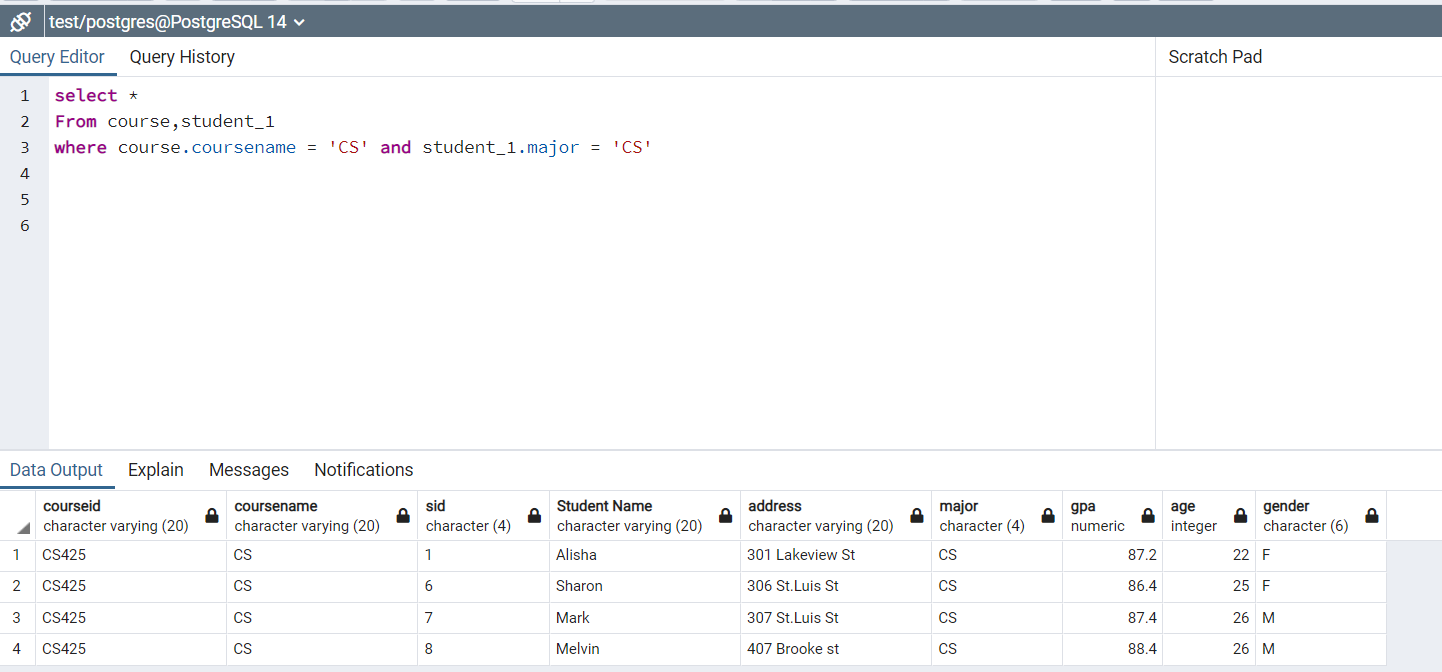 test/postgres@PostgreSQL 14
Query Editor Query History Scratch Pad
1 select *
2 From course,student_1
3 where course.coursename = 'CS' and student_1.major = 'CS'
4
5
6
Data Output Explain Messages Notifications
courseid coursename sid Student Name address major gpa age gender
character varying (20) character varying (20) character (4) character varying (20) character varying (20) character (4) numeric integer character (6)
1 CS425 CS 1 Alisha 301 Lakeview St CS 87.2 22 F
2 CS425 CS 6 Sharon 306 St.Luis St CS 86.4 25 F
3 CS425 CS 7 Mark 307 St.Luis St CS 87.4 26 M
4 CS425 CS 8 Melvin 407 Brooke st CS 88.4 26 M